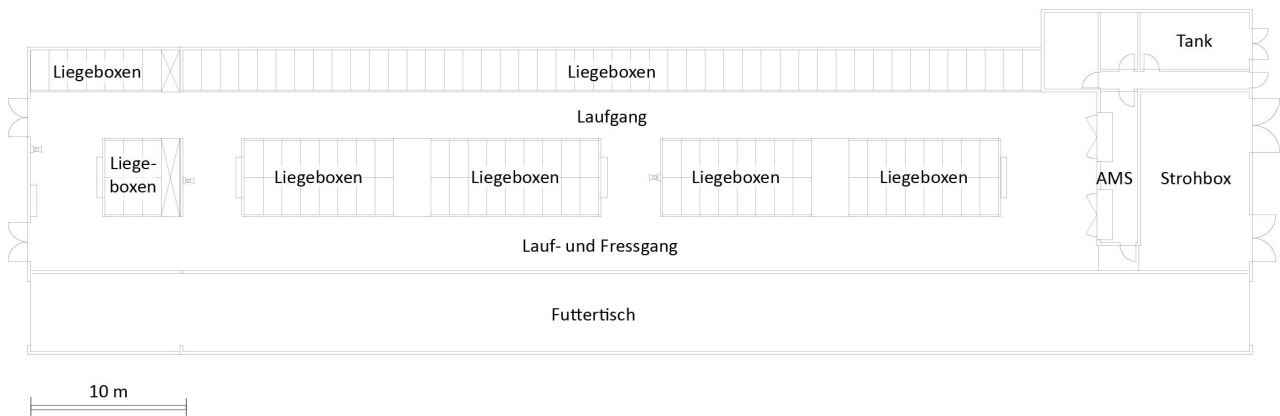 Tank
Liegeboxen
Liegeboxen
Laufgang
Liege-
boxen
Liegeboxen
Liegeboxen
Liegeboxen
Liegeboxen
AMS
Strohbox
Lauf- und Fressgang
Futtertisch
10 m